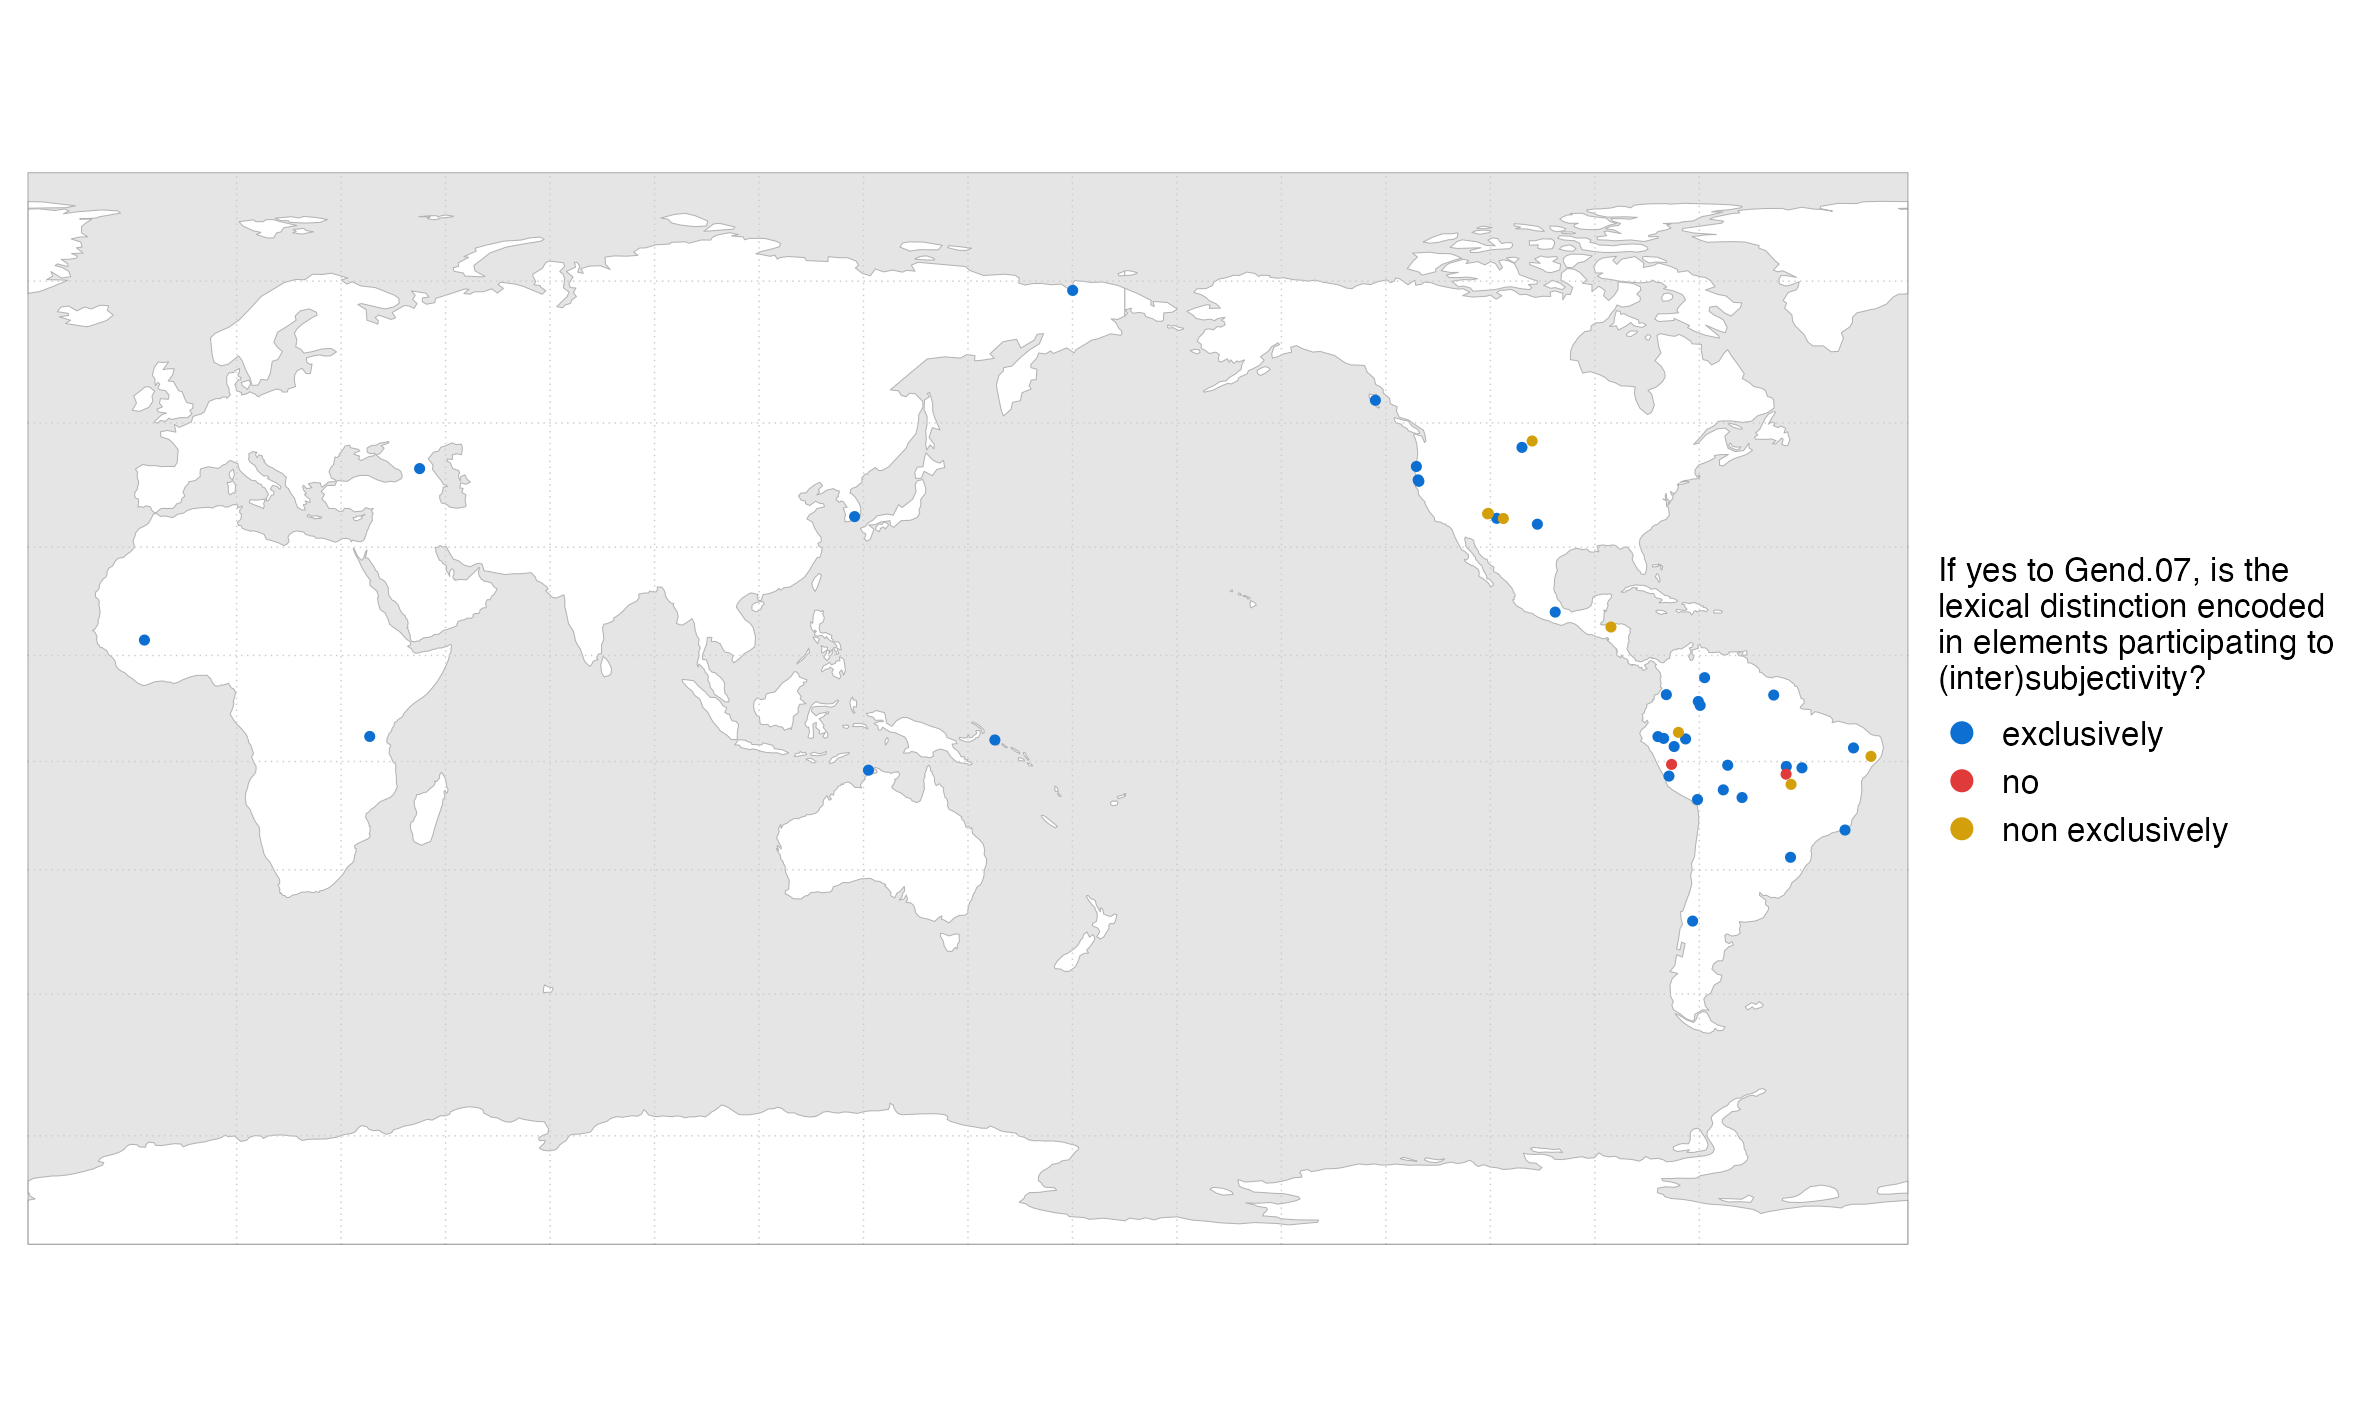 If yes to Gend.07, is the
lexical distinction encoded
in elements participating to
(inter)subjectivity?
exclusively
no
non exclusively